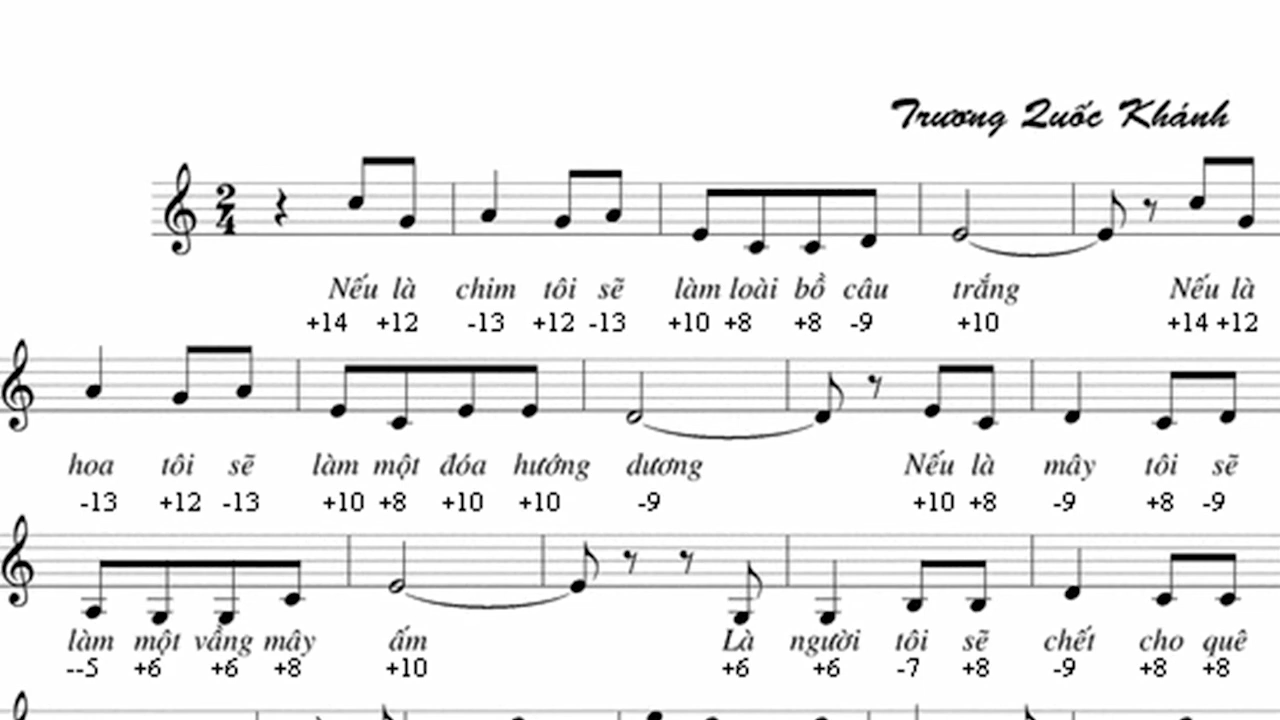 Trương Quốc Khánh
2
4
Nếu là chim tôi sẽ làm loài bồ câu trắng Nếu là
+14 +12 -13 +12 -13 +10 +8 +8 -9 +10 +14 +12
hoa tôi sẽ làm một đóa hướng dương Nếu là mây tôi sẽ
-13 +12 -13 +10 +8 +10 +10 -9 +10 +8 -9 +8 -9
làm một vầng mây ấm Là người tôi sẽ chết cho quê
--5 +6 +6 +8 +10 +6 +6 -7 +8 -9 +8 +8